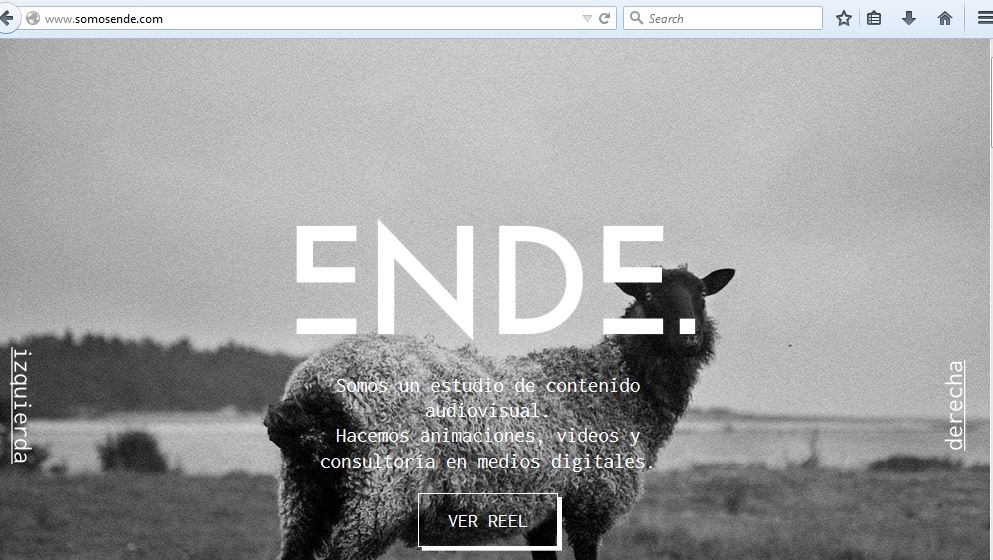 www.somosende.com
Search
ENDE.
izquierda
derecha
Somos un estudio de contenido
audiovisual.
Hacemos animaciones, videos y
consultoría en medios digitales.
VER REEL